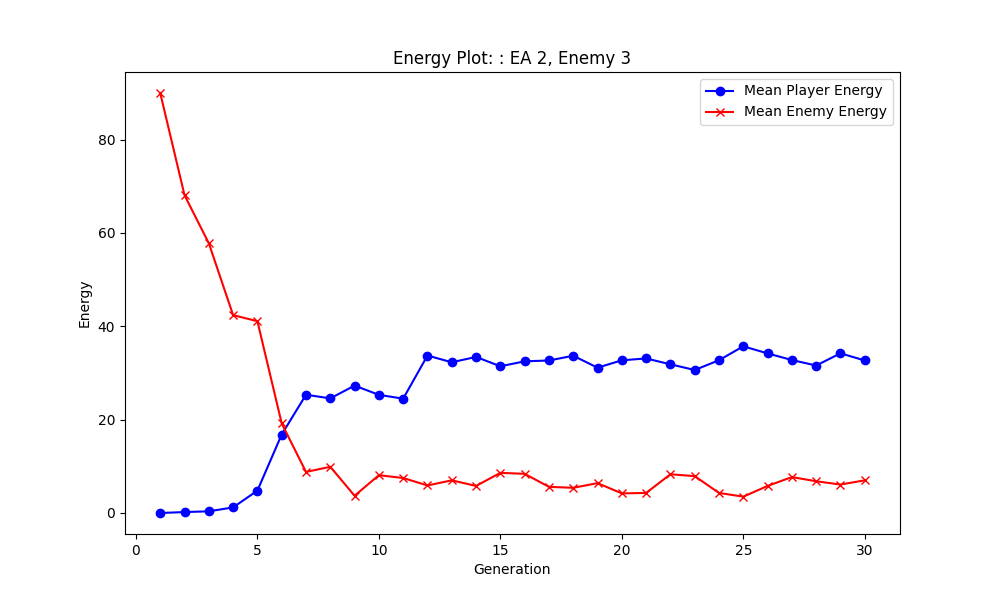 Energy Plot: : EA 2, Enemy 3
Mean Player Energy
Mean Enemy Energy
Energy
80
60
40
20
0
0 5 10 15 20 25 30
Generation